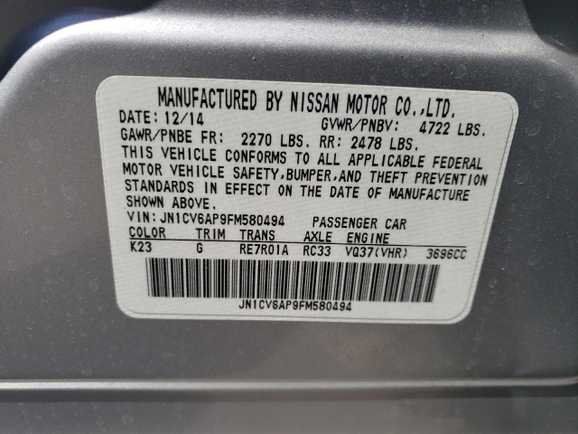 MANUFACTURED BY NISSAN MOTOR CO.,LTD.
DATE: 12/14 GVWR/PNBV: 4722 LBS.
GAWR/PNBE FR: 2270 LBS. RR: 2478 LBS.
THIS VEHICLE CONFORMS TO ALL APPLICABLE FEDERAL
MOTOR VEHICLE SAFETY,BUMPER,AND THEFT PREVENTION
STANDARDS IN EFFECT ON THE DATE OF MANUFACTURE
SHOWN ABOVE.
VIN: JN1CV6AP9FM580494 PASSENGER CAR
COLOR TRIM TRANS AXLE ENGINE
K23 G RE7R01A RC33 VQ37(VHR) 3696CC
JN1CV6AP9FM580494